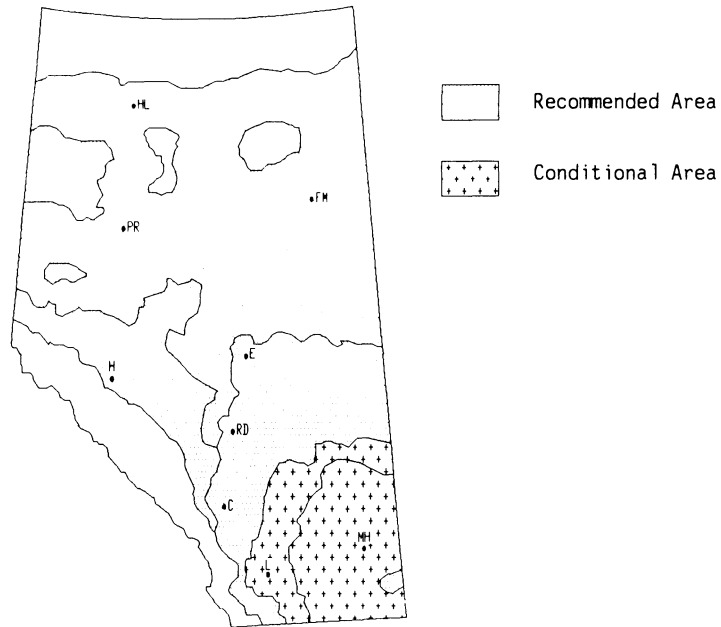 HL
Recommended Area
Conditional Area
FM
PR
E
H
RD
C
MH
L